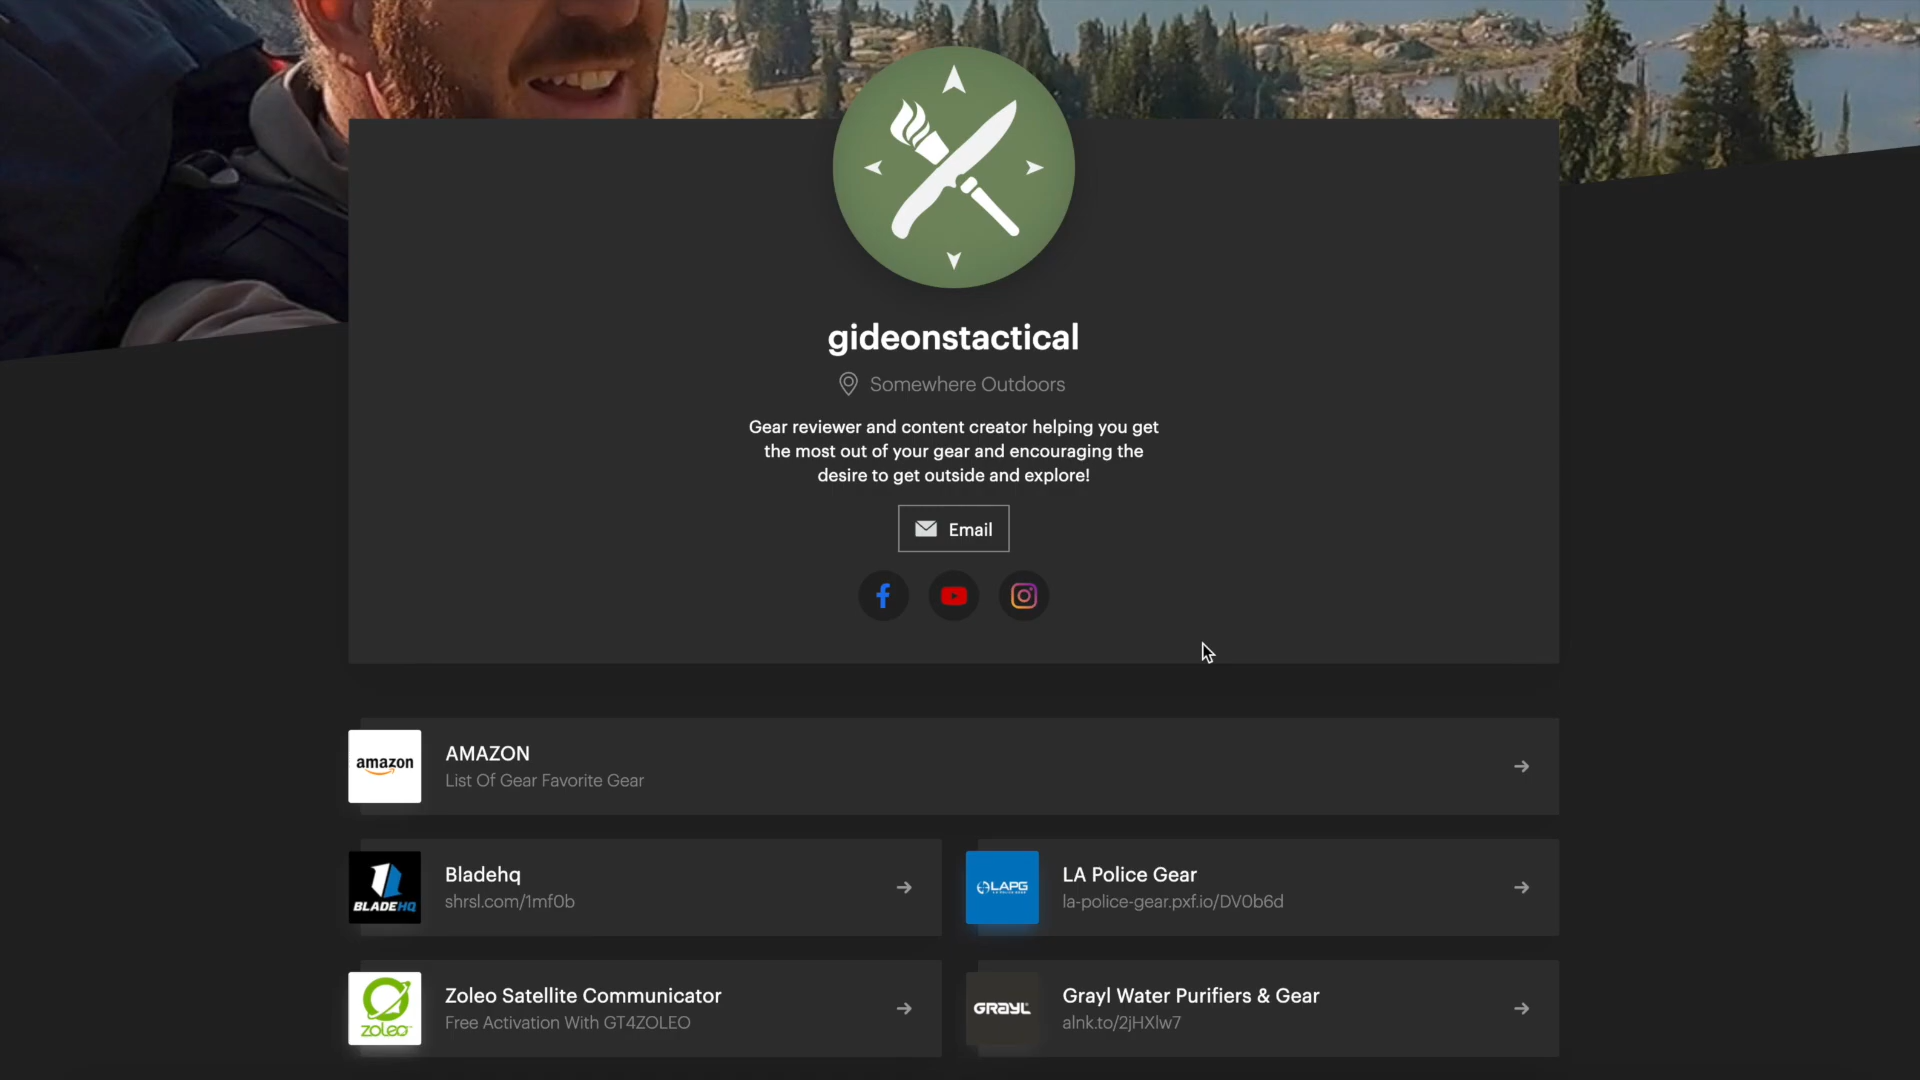 gideonstactical
Somewhere Outdoors
Gear reviewer and content creator helping you get
the most out of your gear and encouraging the
desire to get outside and explore!
Email
amazon
AMAZON
List Of Gear Favorite Gear
BLADEHQ
Bladehq
shrsl.com/1mf0b
LAPG
LA Police Gear
la-police-gear.pxf.io/DV0b6d
zoleo
Zoleo Satellite Communicator
Free Activation With GT4ZOLEO
GRAYL
Grayl Water Purifiers & Gear
alnk.to/2jHXlw7